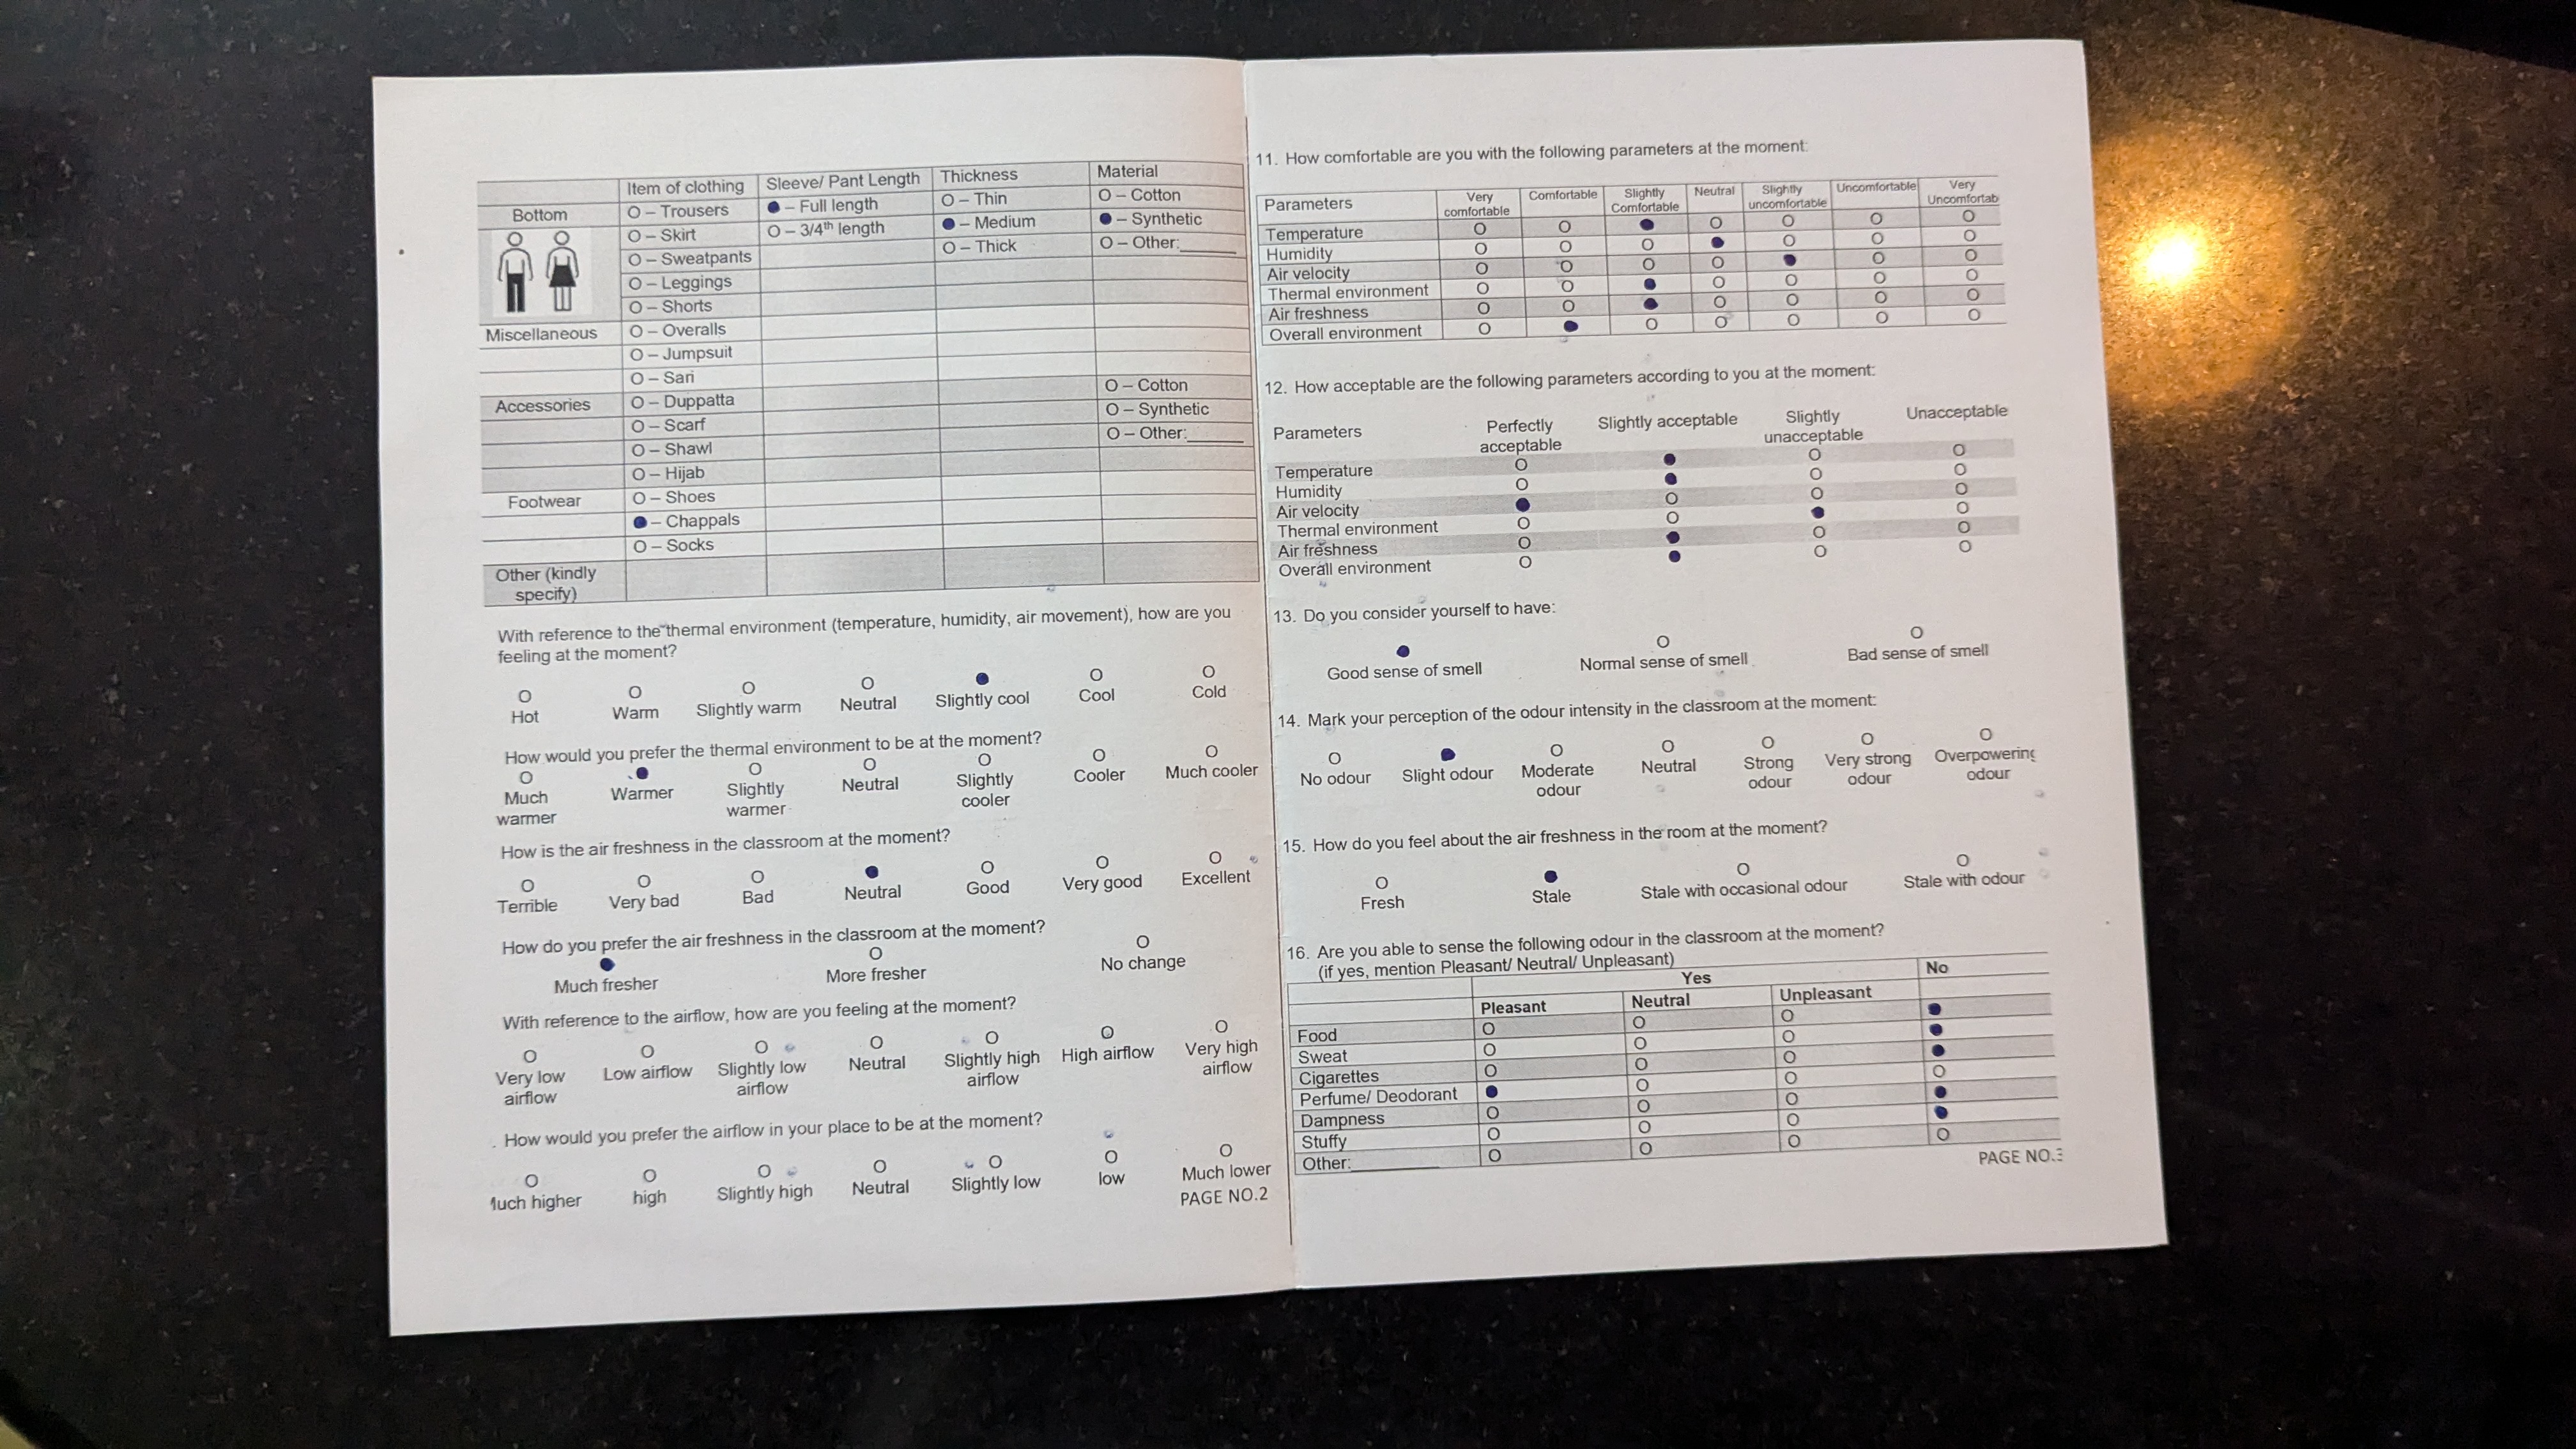 Item of clothing Sleeve/ Pant Length Thickness Material
Bottom O – Trousers ● – Full length O – Thin O – Cotton
O – Skirt O – 3/4th length ● – Medium ● – Synthetic
O – Sweatpants O – Thick O – Other:______
O – Leggings
O – Shorts
Miscellaneous O – Overalls
O – Jumpsuit
O – Sari
Accessories O – Duppatta O – Cotton
O – Scarf O – Synthetic
O – Shawl O – Other:______
O – Hijab
Footwear O – Shoes
● – Chappals
O – Socks
Other (kindly
specify)
With reference to the thermal environment (temperature, humidity, air movement), how are you
feeling at the moment?
O O O O ● O O
Hot Warm Slightly warm Neutral Slightly cool Cool Cold
How would you prefer the thermal environment to be at the moment?
O ● O O O O O
Much Warmer Slightly Neutral Slightly Cooler Much cooler
warmer warmer cooler
How is the air freshness in the classroom at the moment?
O O O ● O O O
Terrible Very bad Bad Neutral Good Very good Excellent
How do you prefer the air freshness in the classroom at the moment?
● O O
Much fresher More fresher No change
With reference to the airflow, how are you feeling at the moment?
O O O O O O O
Very low Low airflow Slightly low Neutral Slightly high High airflow Very high
airflow airflow airflow airflow
How would you prefer the airflow in your place to be at the moment?
O O O O O O O
Much higher high Slightly high Neutral Slightly low low Much lower
PAGE NO.2
11. How comfortable are you with the following parameters at the moment:
Parameters Very Comfortable Slightly Neutral Slightly Uncomfortable Very
comfortable Comfortable uncomfortable Uncomfortab
Temperature O O ● O O O O
Humidity O O O ● O O O
Air velocity O O O O ● O O
Thermal environment O O ● O O O O
Air freshness O O ● O O O O
Overall environment O ● O O O O O
12. How acceptable are the following parameters according to you at the moment:
Parameters Perfectly Slightly acceptable Slightly Unacceptable
acceptable unacceptable
Temperature O ● O O
Humidity O ● O O
Air velocity ● O O O
Thermal environment O O ● O
Air freshness O ● O O
Overall environment O ● O O
13. Do you consider yourself to have:
● O O
Good sense of smell Normal sense of smell Bad sense of smell
14. Mark your perception of the odour intensity in the classroom at the moment:
O ● O O O O O
No odour Slight odour Moderate Neutral Strong Very strong Overpowering
odour odour odour odour
15. How do you feel about the air freshness in the room at the moment?
O ● O O
Fresh Stale Stale with occasional odour Stale with odour
16. Are you able to sense the following odour in the classroom at the moment?
(if yes, mention Pleasant/ Neutral/ Unpleasant)
Yes No
Pleasant Neutral Unpleasant
Food O O O ●
Sweat O O O ●
Cigarettes O O O ●
Perfume/ Deodorant ● O O O
Dampness O O O ●
Stuffy O O O ●
Other:__________ O O O O
PAGE NO.3